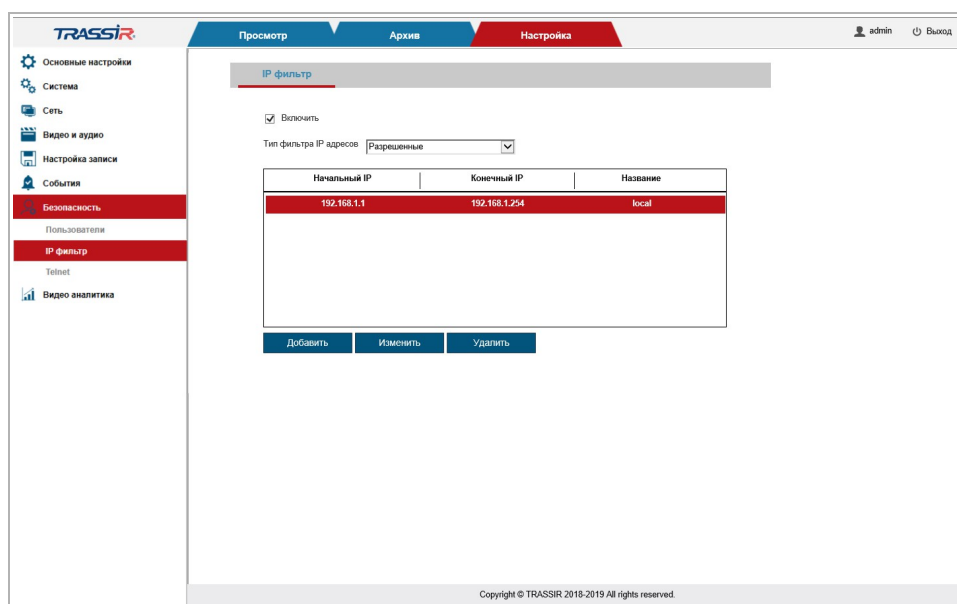 TRASSIR
Просмотр
Архив
Настройка
admin
Выход
Основные настройки
Система
Сеть
Видео и аудио
Настройка записи
События
Безопасность
Пользователи
IP фильтр
Telnet
Видео аналитика
IP фильтр
Включить
Тип фильтра IP адресов Разрешенные
Начальный IP Конечный IP Название
192.168.1.1 192.168.1.254 local
Добавить Изменить Удалить
Copyright © TRASSIR 2018-2019 All rights reserved.